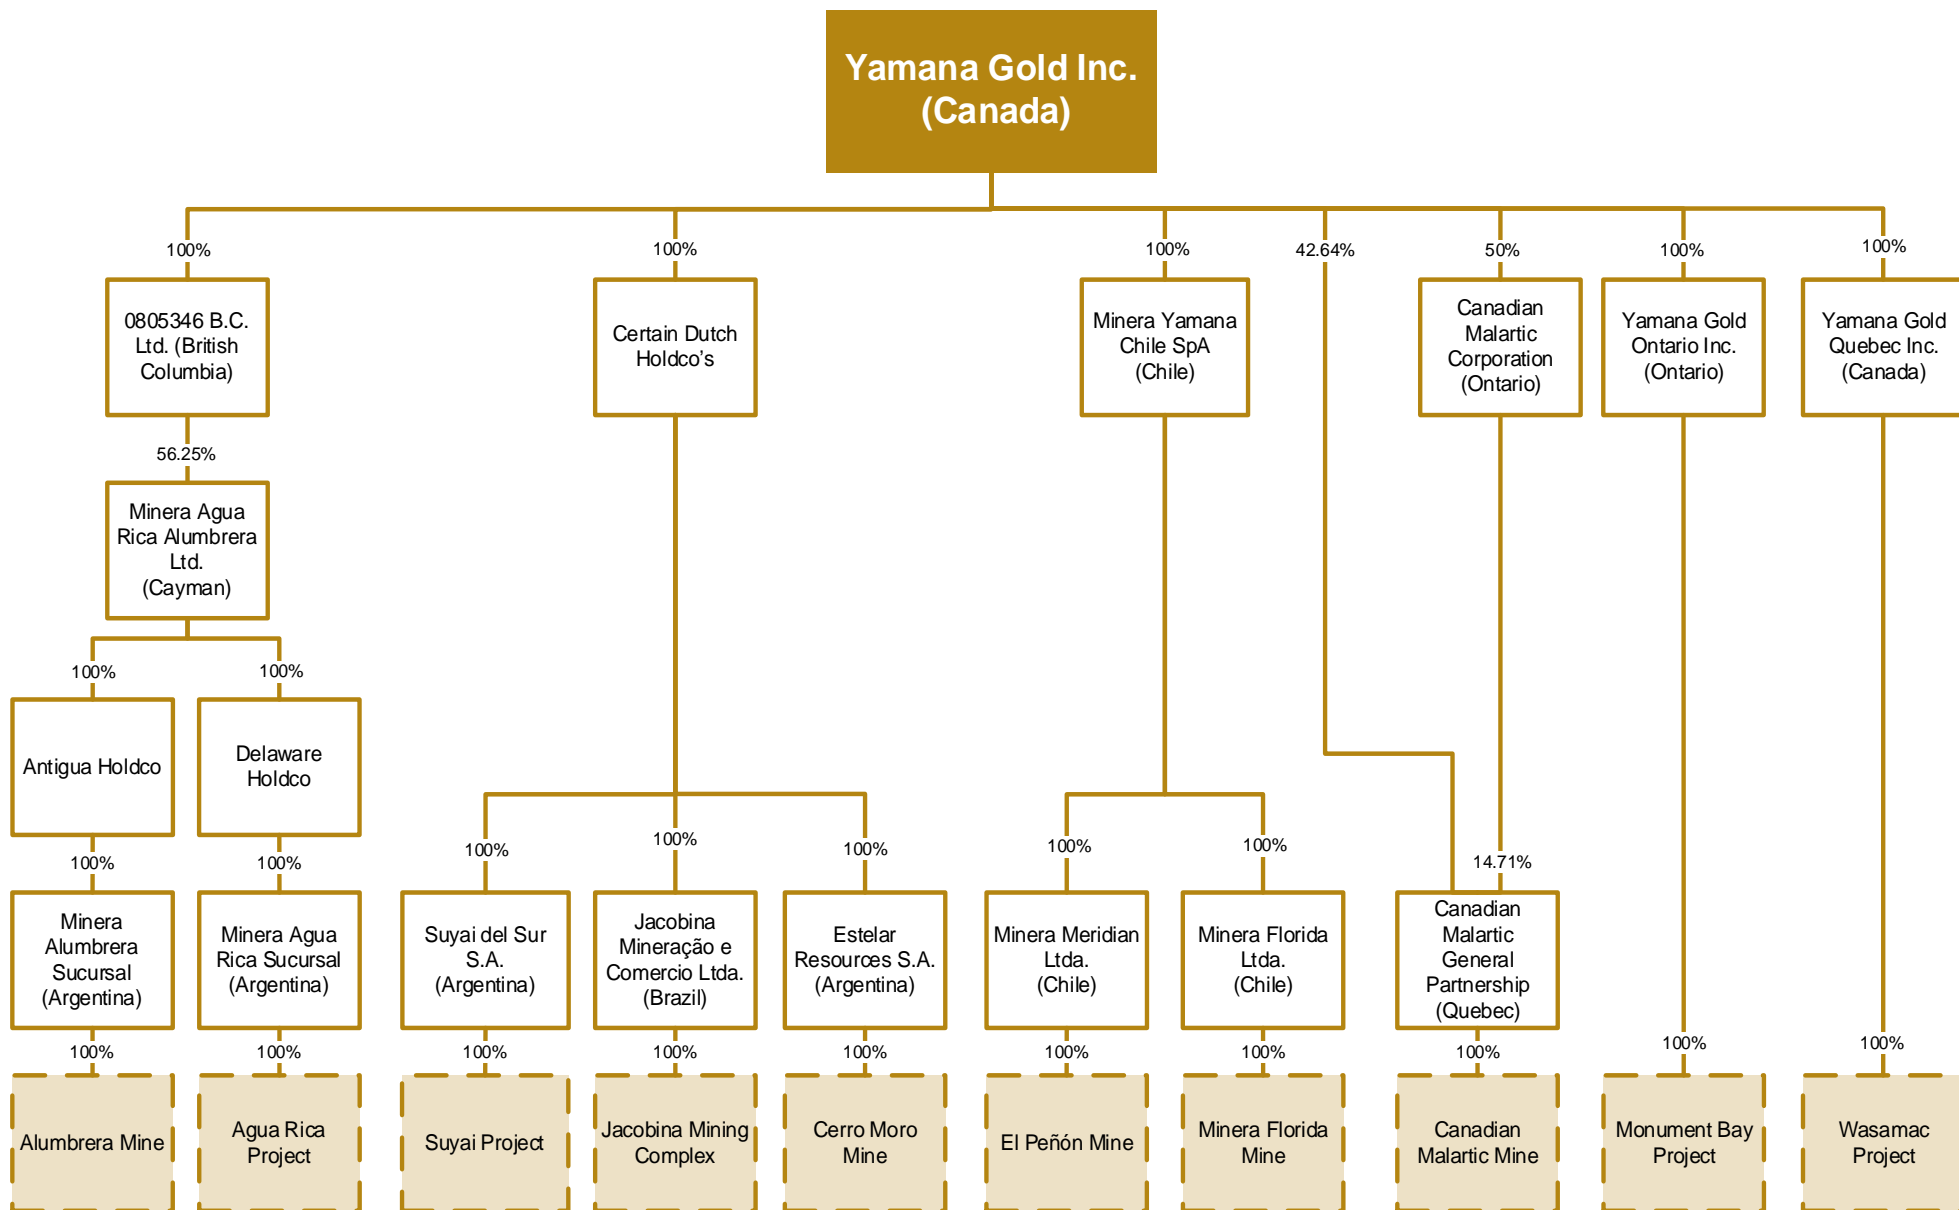 Yamana Gold Inc.
(Canada)
100%
100%
100%
42.64%
50%
100%
100%
0805346 B.C.
Ltd. (British
Columbia)
Certain Dutch
Holdco’s
Minera Yamana
Chile SpA
(Chile)
Canadian
Malartic
Corporation
(Ontario)
Yamana Gold
Ontario Inc.
(Ontario)
Yamana Gold
Quebec Inc.
(Canada)
56.25%
Minera Agua
Rica Alumbrera
Ltd.
(Cayman)
100%
100%
Antigua Holdco
Delaware
Holdco
100%
100%
100%
100%
100%
100%
100%
14.71%
Minera
Alumbrera
Sucursal
(Argentina)
Minera Agua
Rica Sucursal
(Argentina)
Suyai del Sur
S.A.
(Argentina)
Jacobina
Mineração e
Comercio Ltda.
(Brazil)
Estelar
Resources S.A.
(Argentina)
Minera Meridian
Ltda.
(Chile)
Minera Florida
Ltda.
(Chile)
Canadian
Malartic
General
Partnership
(Quebec)
100%
100%
100%
100%
100%
100%
100%
100%
100%
100%
Alumbrera Mine
Agua Rica
Project
Suyai Project
Jacobina Mining
Complex
Cerro Moro
Mine
El Peñón Mine
Minera Florida
Mine
Canadian
Malartic Mine
Monument Bay
Project
Wasamac
Project